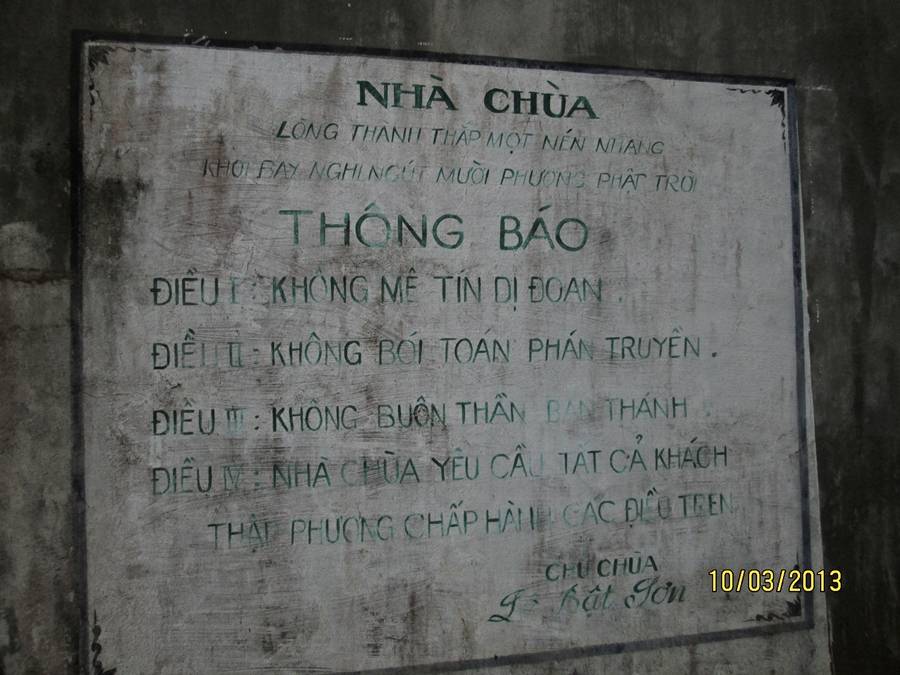 NHÀ CHÙA
LÒNG THÀNH THẮP MỘT NÉN NHANG
KHÓI BAY NGHI NGÚT MƯỜI PHƯƠNG PHẬT TRỜI
THÔNG BÁO
ĐIỀU I : KHÔNG MÊ TÍN DỊ ĐOAN .
ĐIỀU II : KHÔNG BÓI TOÁN PHÁN TRUYỀN .
ĐIỀU III : KHÔNG BUÔN THẦN BÁN THÁNH .
ĐIỀU IV : NHÀ CHÙA YÊU CẦU TẤT CẢ KHÁCH
THẬP PHƯƠNG CHẤP HÀNH CÁC ĐIỀU TRÊN
CHỦ CHÙA
Bật Sơn
10/03/2013